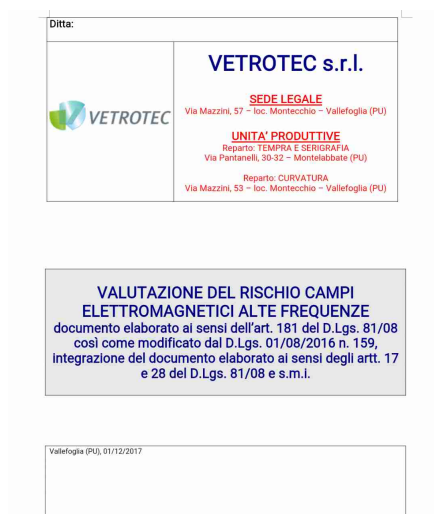 Ditta:
VETROTEC
VETROTEC s.r.l.
SEDE LEGALE
Via Mazzini, 57 – loc. Montecchio – Vallefoglia (PU)
UNITA' PRODUTTIVE
Reparto: TEMPRA E SERIGRAFIA
Via Pantanelli, 30-32 – Montelabbate (PU)
Reparto: CURVATURA
Via Mazzini, 53 – loc. Montecchio – Vallefoglia (PU)
VALUTAZIONE DEL RISCHIO CAMPI
ELETTROMAGNETICI ALTE FREQUENZE
documento elaborato ai sensi dell'art. 181 del D.Lgs. 81/08
così come modificato dal D.Lgs. 01/08/2016 n. 159,
integrazione del documento elaborato ai sensi degli artt. 17
e 28 del D.Lgs. 81/08 e s.m.i.
Vallefoglia (PU), 01/12/2017